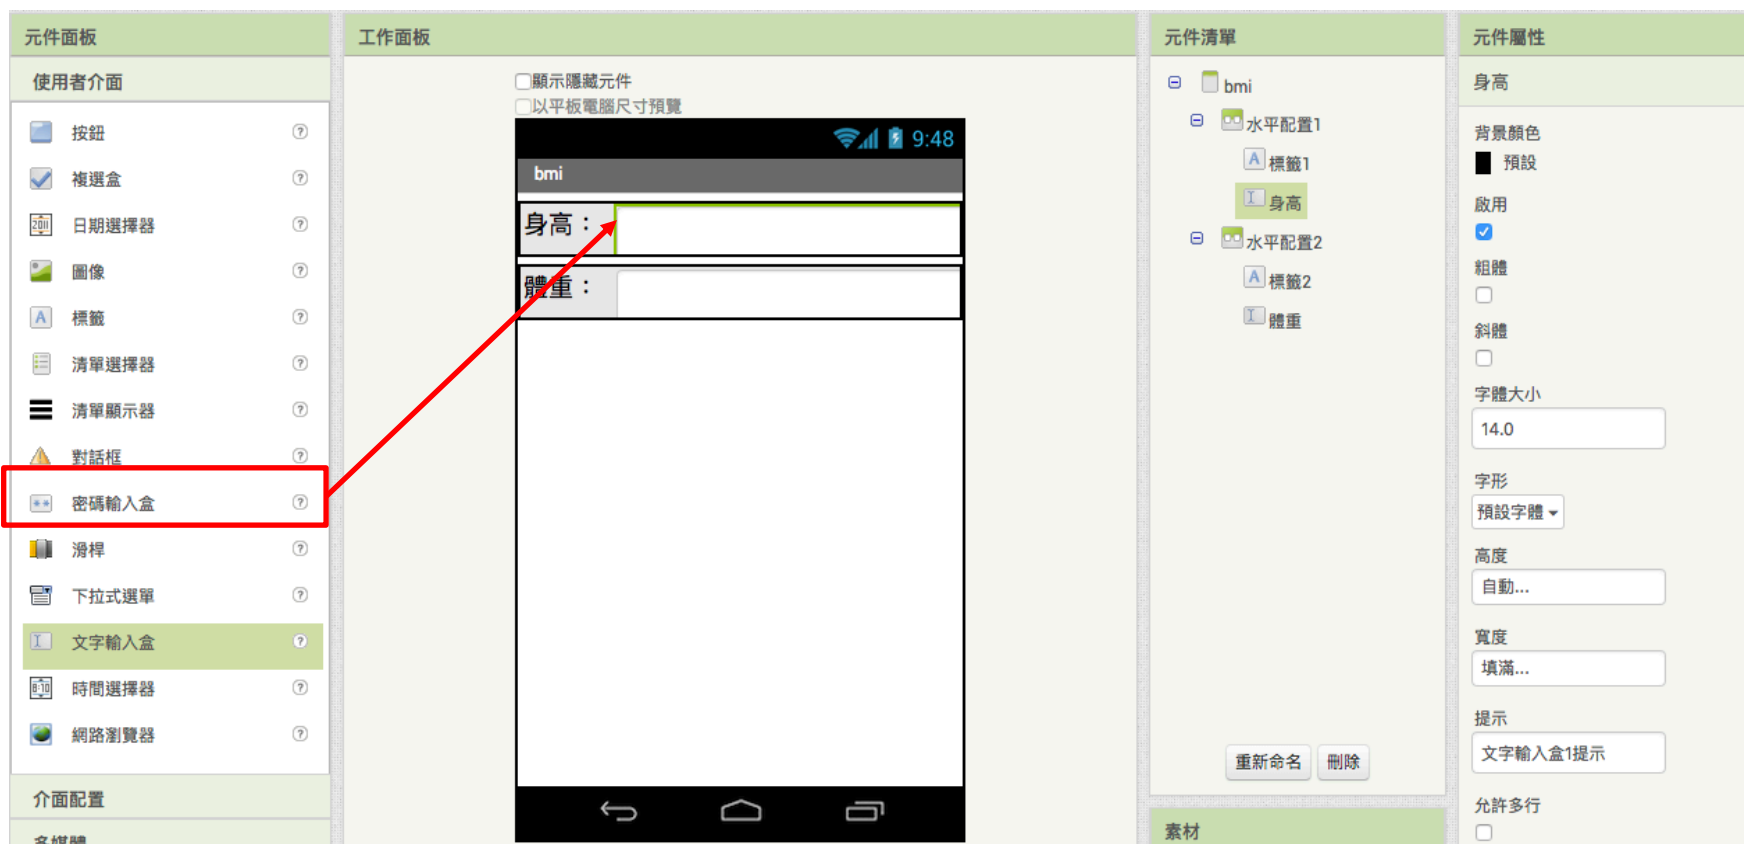 元件面板
使用者介面
按鈕
複選盒
日期選擇器
圖像
標籤
清單選擇器
清單顯示器
對話框
密碼輸入盒
滑桿
下拉式選單
文字輸入盒
時間選擇器
網路瀏覽器
介面配置
多媒體
工作面板
顯示隱藏元件
以平板電腦尺寸預覽
9:48
bmi
身高：
體重：
元件清單
bmi
水平配置1
標籤1
身高
水平配置2
標籤2
體重
重新命名 刪除
素材
元件屬性
身高
背景顏色
預設
啟用
粗體
斜體
字體大小
14.0
字形
預設字體
高度
自動...
寬度
填滿...
提示
文字輸入盒1提示
允許多行